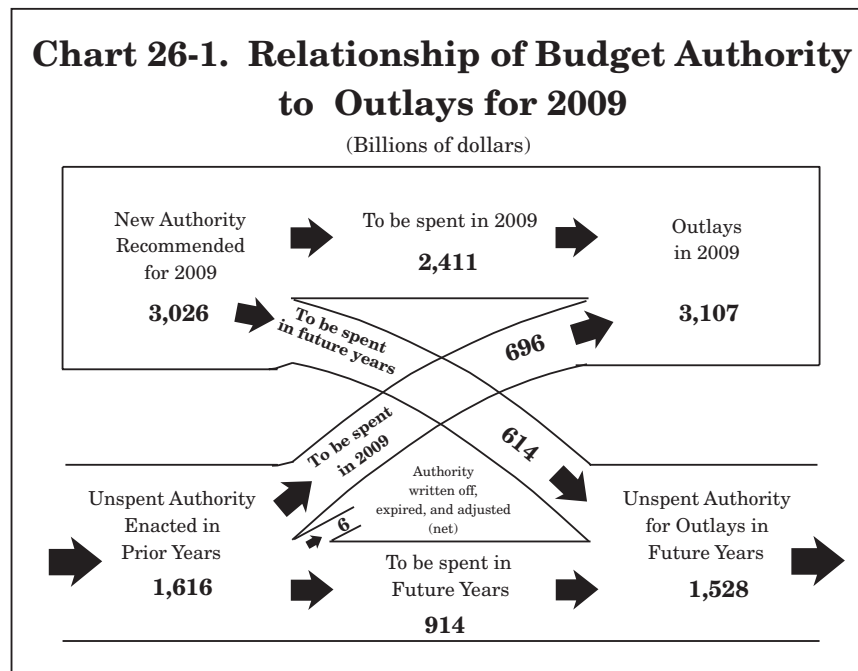 Chart 26-1. Relationship of Budget Authority
to Outlays for 2009
(Billions of dollars)
New Authority
Recommended
for 2009
3,026
To be spent in 2009
2,411
Outlays
in 2009
3,107
To be spent
in future years
696
To be spent
in 2009
614
Authority
written off,
expired, and adjusted
(net)
6
Unspent Authority
Enacted in
Prior Years
1,616
To be spent in
Future Years
914
Unspent Authority
for Outlays in
Future Years
1,528